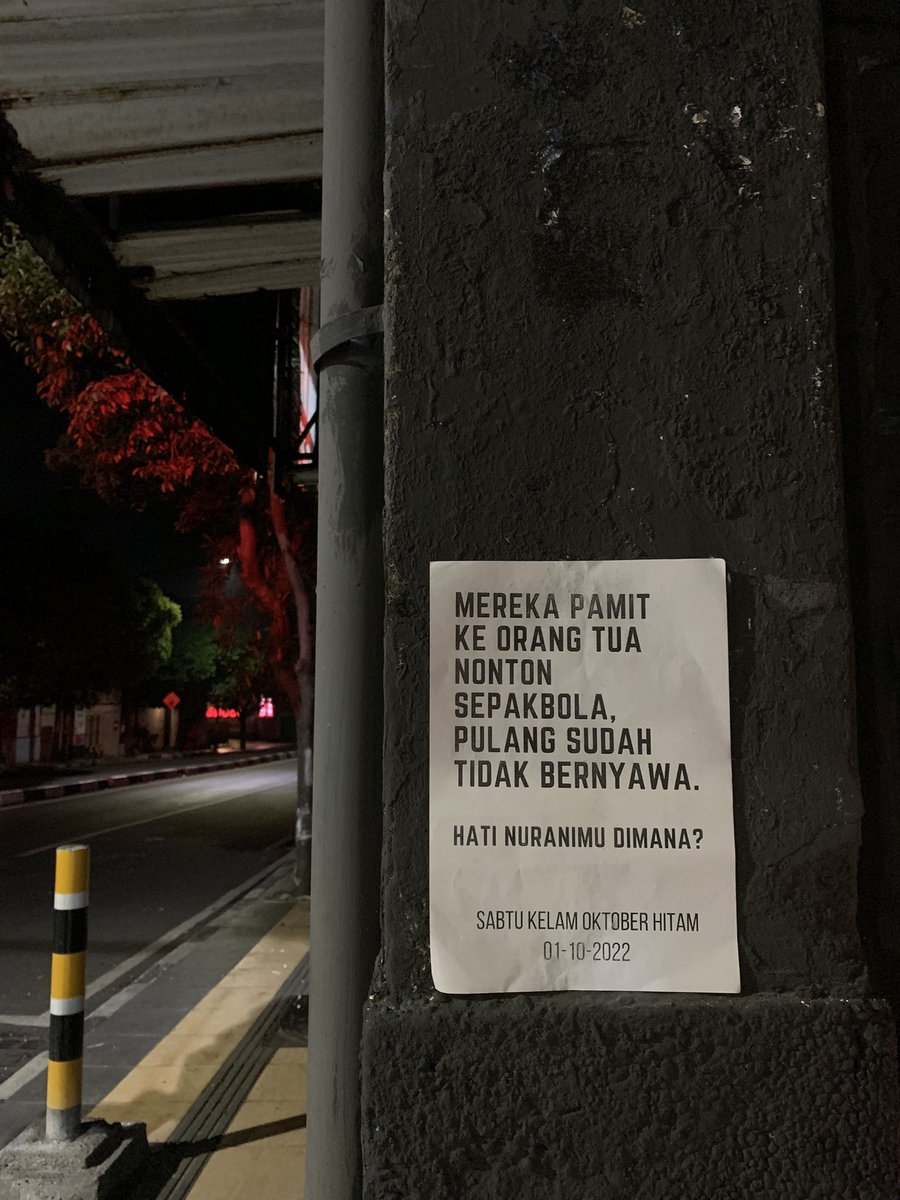 MEREKA PAMIT
KE ORANG TUA
NONTON
SEPAKBOLA,
PULANG SUDAH
TIDAK BERNYAWA.
HATI NURANIMU DIMANA?
SABTU KELAM OKTOBER HITAM
01-10-2022